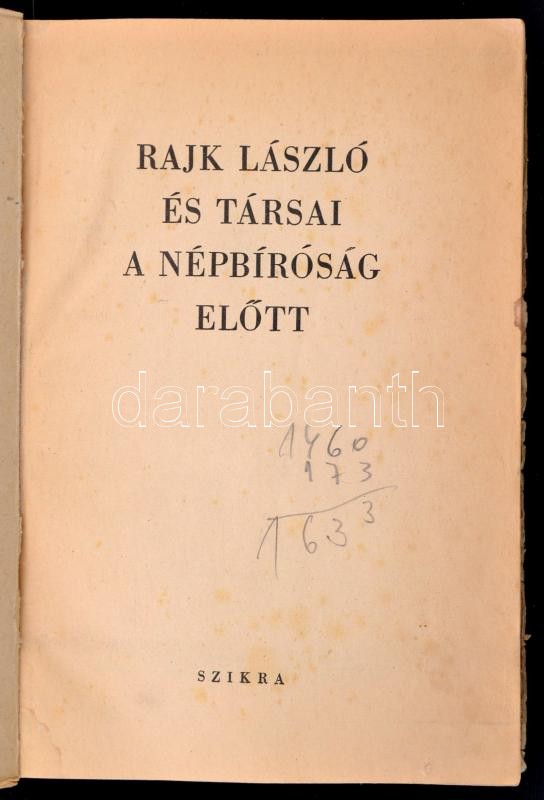 RAJK LÁSZLÓ
ÉS TÁRSAI
A NÉPBÍRÓSÁG
ELŐTT
darabanth
1460
173
1633
SZIKRA